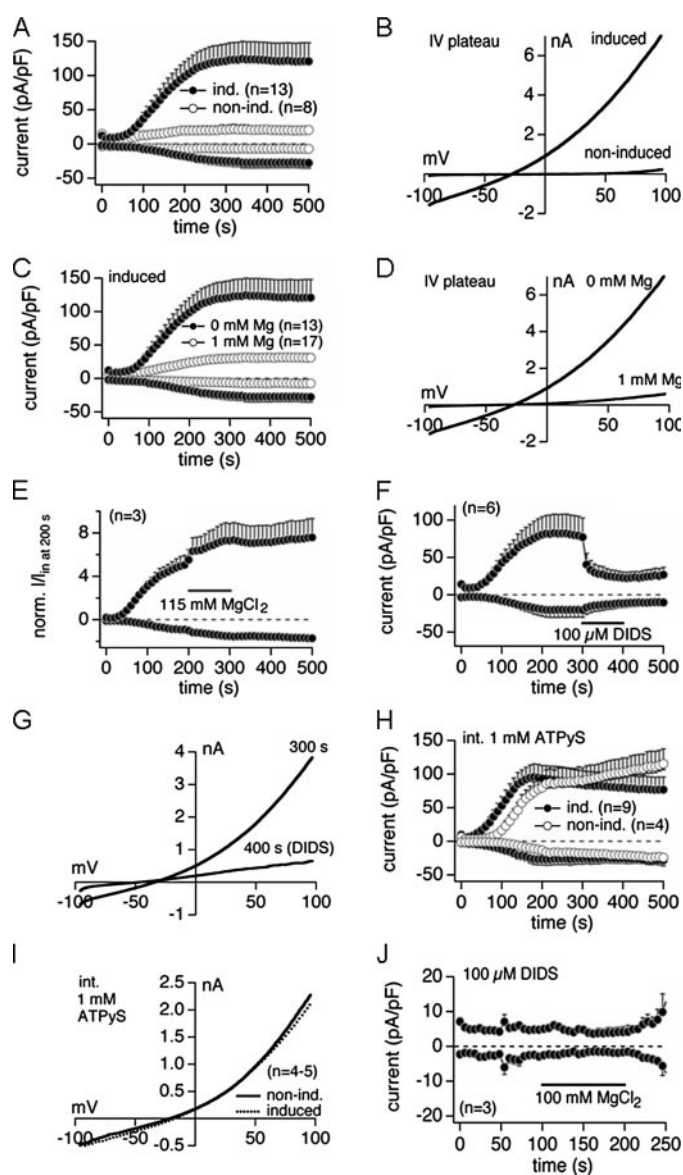 A
150
100
50
0
-50
current (pA/pF)
ind. (n=13)
non-ind. (n=8)
0 100 200 300 400 500
time (s)
B
IV plateau
nA
induced
6
4
2
non-induced
mV
-100 -50 0 50 100
-2
C
induced
150
100
50
0
-50
current (pA/pF)
0 mM Mg (n=13)
1 mM Mg (n=17)
0 100 200 300 400 500
time (s)
D
IV plateau
nA
0 mM Mg
6
4
2
1 mM Mg
mV
-100 -50 0 50 100
-2
E
(n=3)
8
4
0
norm. I/Iin at 200 s
115 mM MgCl2
0 100 200 300 400 500
time (s)
F
(n=6)
100
50
0
-50
current (pA/pF)
100 µM DIDS
0 100 200 300 400 500
time (s)
G
nA
300 s
4
3
2
1
400 s (DIDS)
mV
-100 -50 50 100
-1
H
int. 1 mM ATPγS
150
100
50
0
-50
current (pA/pF)
ind. (n=9)
non-ind. (n=4)
0 100 200 300 400 500
time (s)
I
int.
1 mM
ATPγS
nA
2.5
2.0
1.5
1.0
0.5
(n=4-5)
non-ind.
induced
mV
-100 -50 50 100
-0.5
J
100 µM DIDS
20
10
0
-10
-20
current (pA/pF)
100 mM MgCl2
(n=3)
0 50 100 150 200 250
time (s)